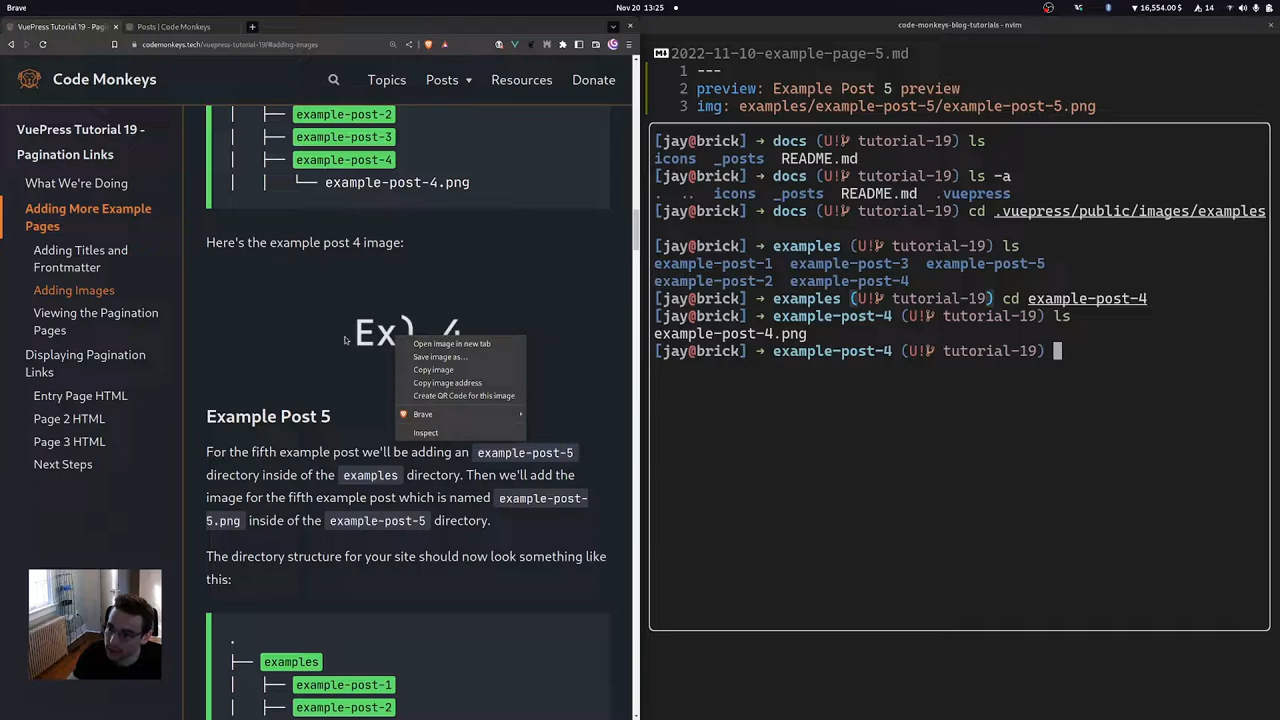 Brave
Nov 20 13:25
16,554.00 $
14
VuePress Tutorial 19 - Pagi
Posts | Code Monkeys
code-monkeys-blog-tutorials - nvim
codemonkeys.tech/vuepress-tutorial-19/#adding-images
Code Monkeys
Topics
Posts
Resources
Donate
VuePress Tutorial 19 -
Pagination Links
What We're Doing
Adding More Example
Pages
Adding Titles and
Frontmatter
Adding Images
Viewing the Pagination
Pages
Displaying Pagination
Links
Entry Page HTML
Page 2 HTML
Page 3 HTML
Next Steps
│ ├── example-post-2
│ ├── example-post-3
│ ├── example-post-4
│ │ └── example-post-4.png
Here's the example post 4 image:
Ex) 4
Open image in new tab
Save image as...
Copy image
Copy image address
Create QR Code for this image
Brave
Inspect
Example Post 5
For the fifth example post we'll be adding an example-post-5
directory inside of the examples directory. Then we'll add the
image for the fifth example post which is named example-post-
5.png inside of the example-post-5 directory.
The directory structure for your site should now look something like
this:
.
├── examples
│ ├── example-post-1
│ ├── example-post-2
2022-11-10-example-page-5.md
1 ---
2 preview: Example Post 5 preview
3 img: examples/example-post-5/example-post-5.png
[jay@brick] → docs (U! tutorial-19) ls
icons _posts README.md
[jay@brick] → docs (U! tutorial-19) ls -a
. .. icons _posts README.md .vuepress
[jay@brick] → docs (U! tutorial-19) cd .vuepress/public/images/examples
[jay@brick] → examples (U! tutorial-19) ls
example-post-1 example-post-3 example-post-5
example-post-2 example-post-4
[jay@brick] → examples (U! tutorial-19) cd example-post-4
[jay@brick] → example-post-4 (U! tutorial-19) ls
example-post-4.png
[jay@brick] → example-post-4 (U! tutorial-19)